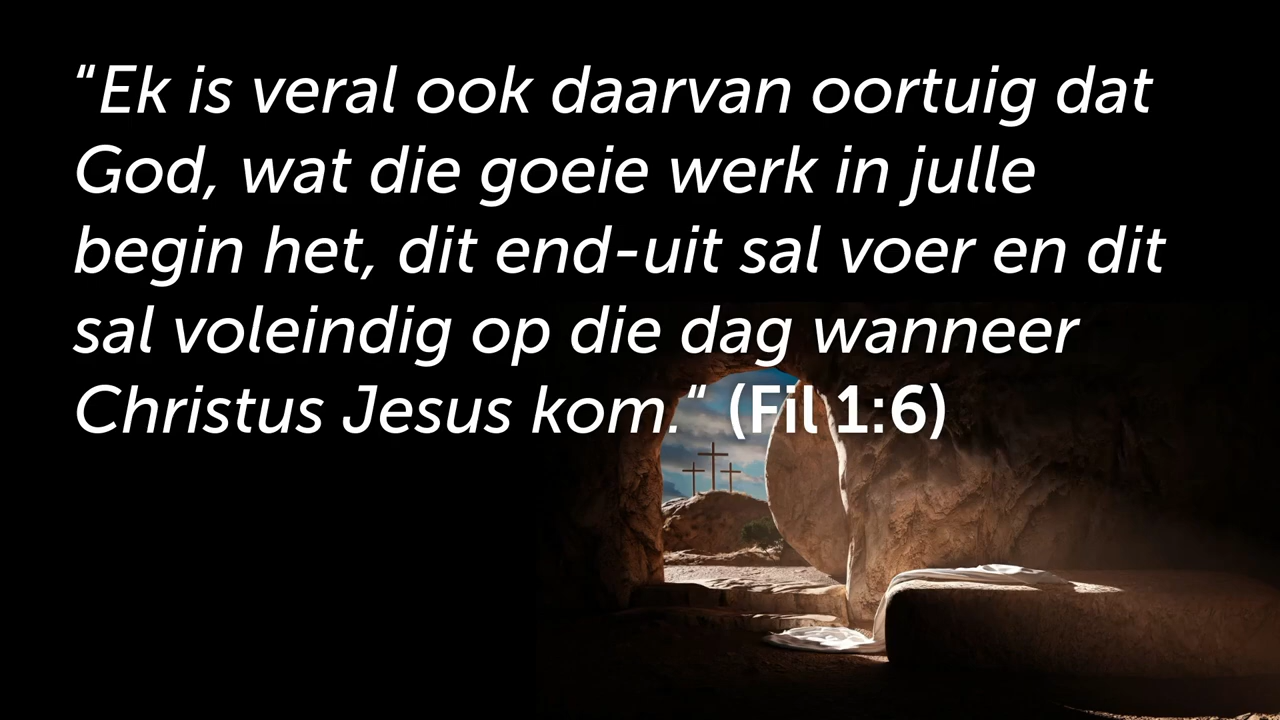 “Ek is veral ook daarvan oortuig dat
God, wat die goeie werk in julle
begin het, dit end-uit sal voer en dit
sal voleindig op die dag wanneer
Christus Jesus kom.“ (Fil 1:6)